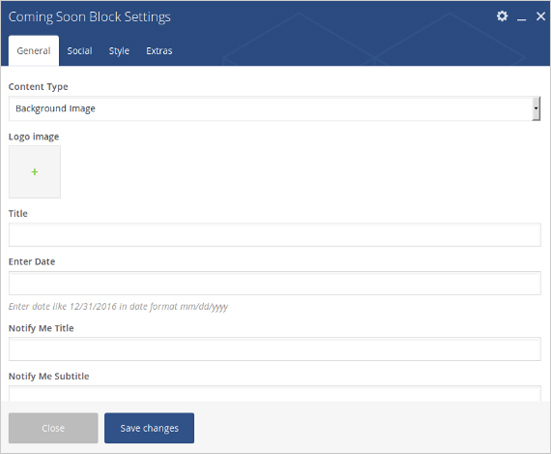 Coming Soon Block Settings
General Social Style Extras
Content Type
Background Image
Logo image
+
Title
Enter Date
Enter date like 12/31/2016 in date format mm/dd/yyyy
Notify Me Title
Notify Me Subtitle
Close Save changes